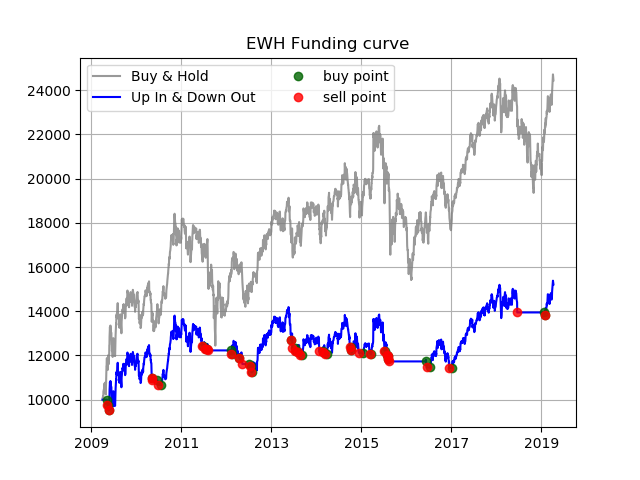 EWH Funding curve
Buy & Hold
Up In & Down Out
buy point
sell point
24000
22000
20000
18000
16000
14000
12000
10000
2009 2011 2013 2015 2017 2019